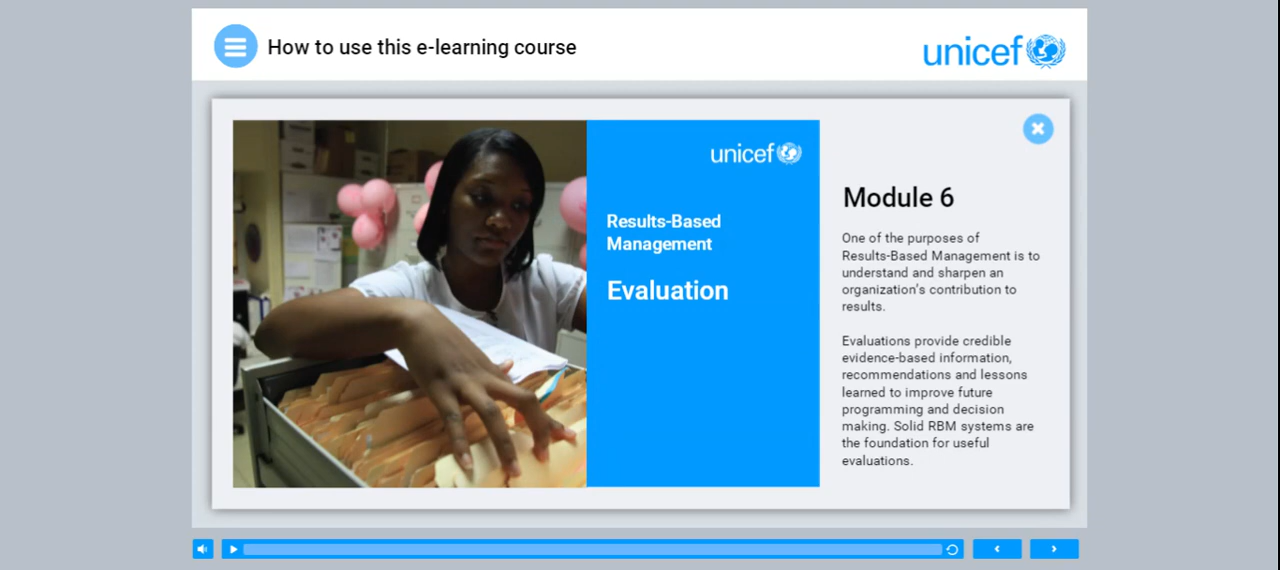 How to use this e-learning course
unicef
unicef
Results-Based
Management
Evaluation
Module 6
One of the purposes of
Results-Based Management is to
understand and sharpen an
organization's contribution to
results.
Evaluations provide credible
evidence-based information,
recommendations and lessons
learned to improve future
programming and decision
making. Solid RBM systems are
the foundation for useful
evaluations.